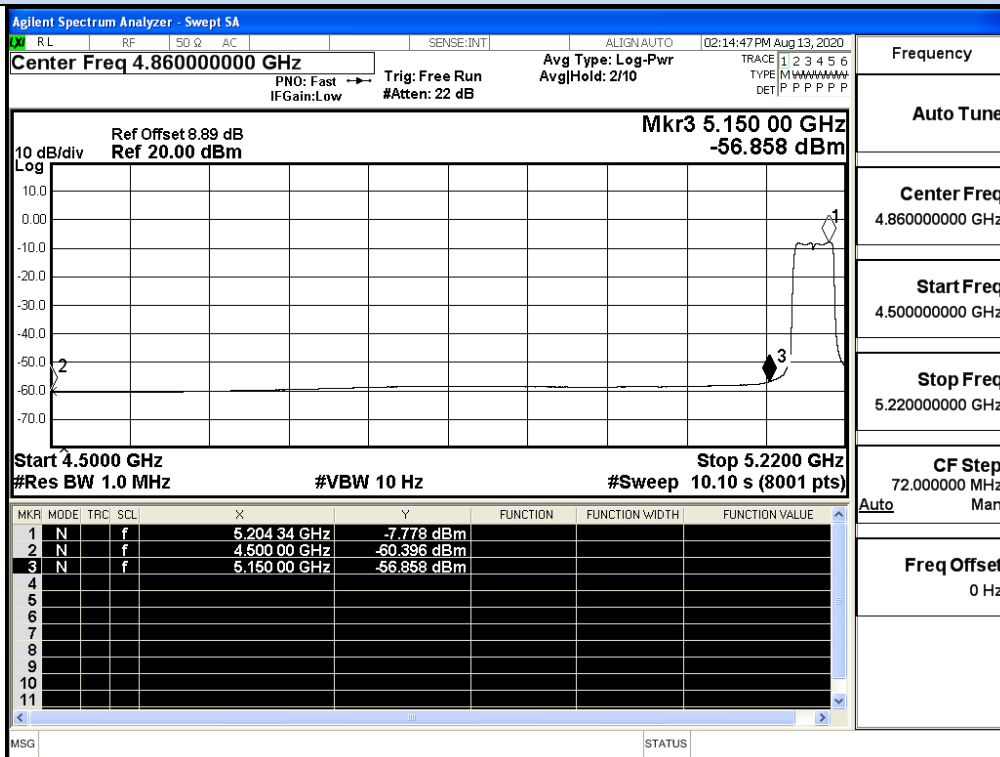 Agilent Spectrum Analyzer - Swept SA
LXI RL RF 50 Ω AC SENSE:INT ALIGN AUTO 02:14:47 PM Aug 13, 2020
Center Freq 4.860000000 GHz
PNO: Fast
IFGain:Low
Trig: Free Run
#Atten: 22 dB
Avg Type: Log-Pwr
Avg|Hold: 2/10
TRACE 1 2 3 4 5 6
TYPE M W W W W W
DET P P P P P P
Mkr3 5.150 00 GHz
-56.858 dBm
Ref Offset 8.89 dB
10 dB/div Ref 20.00 dBm
Log
10.0
0.00
-10.0
-20.0
-30.0
-40.0
-50.0
-60.0
-70.0
1
2
3
Start 4.5000 GHz Stop 5.2200 GHz
#Res BW 1.0 MHz #VBW 10 Hz #Sweep 10.10 s (8001 pts)
MKR MODE TRC SCL X Y FUNCTION FUNCTION WIDTH FUNCTION VALUE
1 N f 5.204 34 GHz -7.778 dBm
2 N f 4.500 00 GHz -60.396 dBm
3 N f 5.150 00 GHz -56.858 dBm
4
5
6
7
8
9
10
11
MSG STATUS
Frequency
Auto Tune
Center Freq
4.860000000 GHz
Start Freq
4.500000000 GHz
Stop Freq
5.220000000 GHz
CF Step
72.000000 MHz
Auto Man
Freq Offset
0 Hz